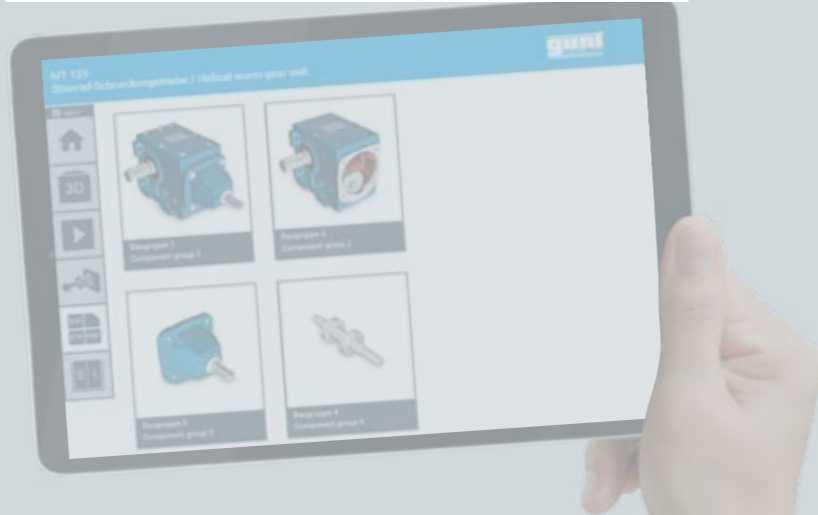 MT 123
Stirnrad-Schneckengetriebe / Helical worm gear unit
gunt
3D
Baugruppe 1
Component group 1
Baugruppe 2
Component group 2
Baugruppe 3
Component group 3
Baugruppe 4
Component group 4